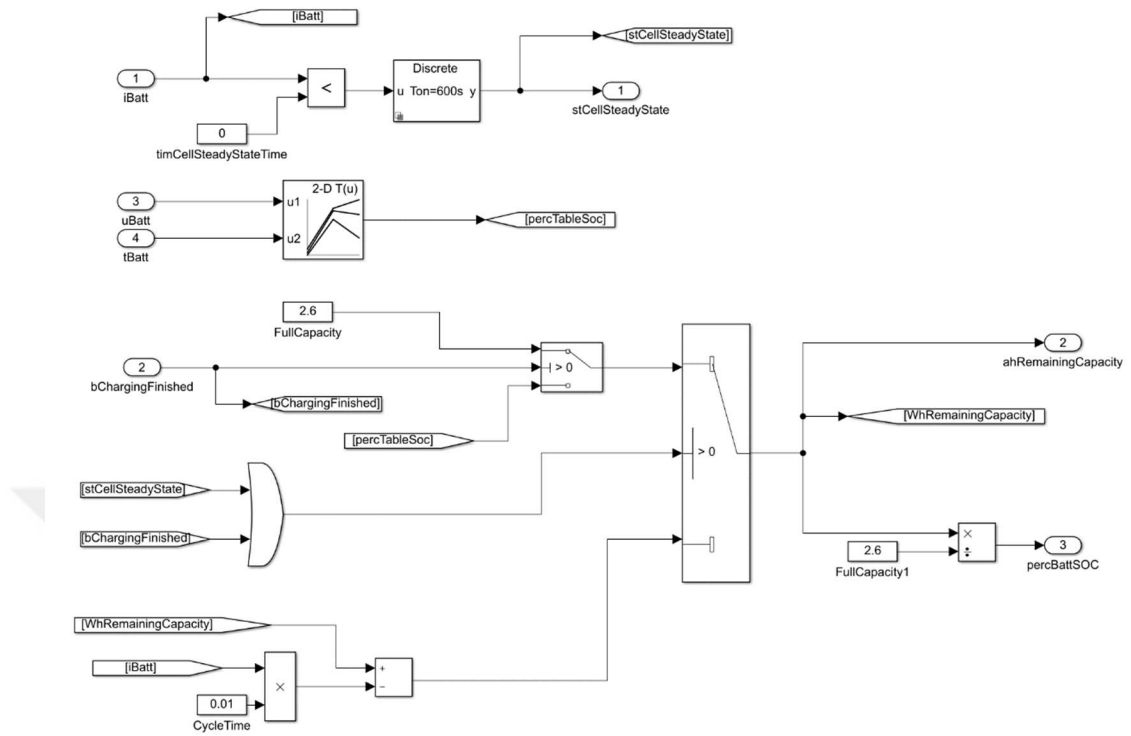 [iBatt]
[stCellSteadyState]
Discrete
1
iBatt
<
u Ton=600s y
1
stCellSteadyState
0
timCellSteadyStateTime
2-D T(u)
3
uBatt
u1
4
tBatt
u2
[percTableSoc]
2.6
FullCapacity
2
bChargingFinished
> 0
2
ahRemainingCapacity
[bChargingFinished]
[WhRemainingCapacity]
[percTableSoc]
> 0
[stCellSteadyState]
[bChargingFinished]
2.6
FullCapacity1
×
÷
3
percBattSOC
[WhRemainingCapacity]
[iBatt]
+
−
×
0.01
CycleTime